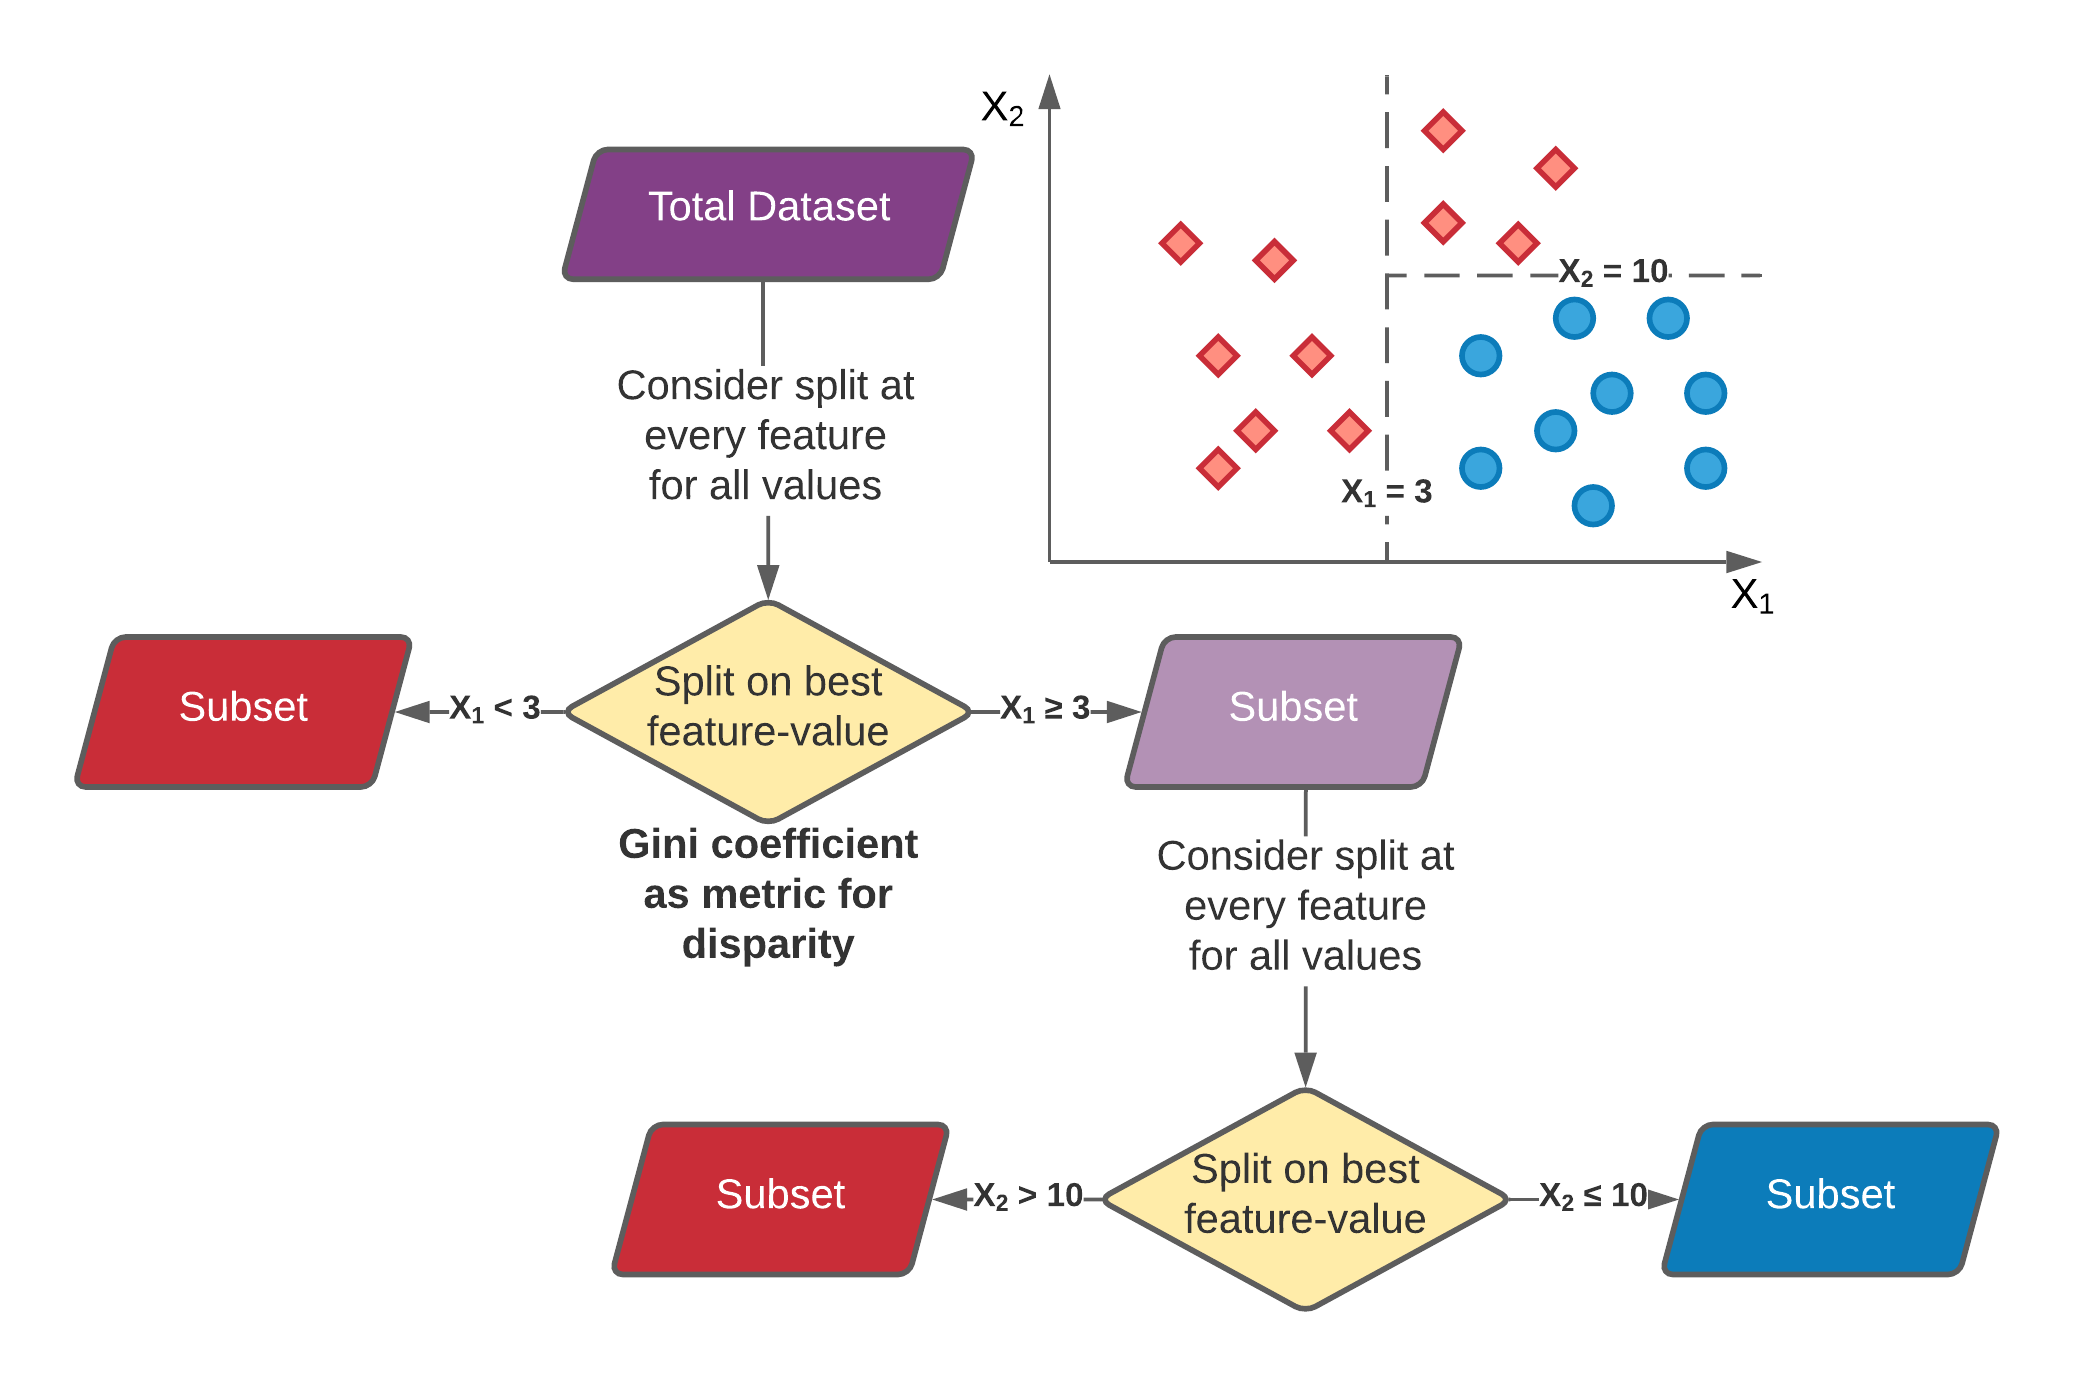 X₂
Total Dataset
X₂ = 10
Consider split at
every feature
for all values
X₁ = 3
X₁
Subset
X₁ < 3
Split on best
feature-value
X₁ ≥ 3
Subset
Gini coefficient
as metric for
disparity
Consider split at
every feature
for all values
Subset
X₂ > 10
Split on best
feature-value
X₂ ≤ 10
Subset